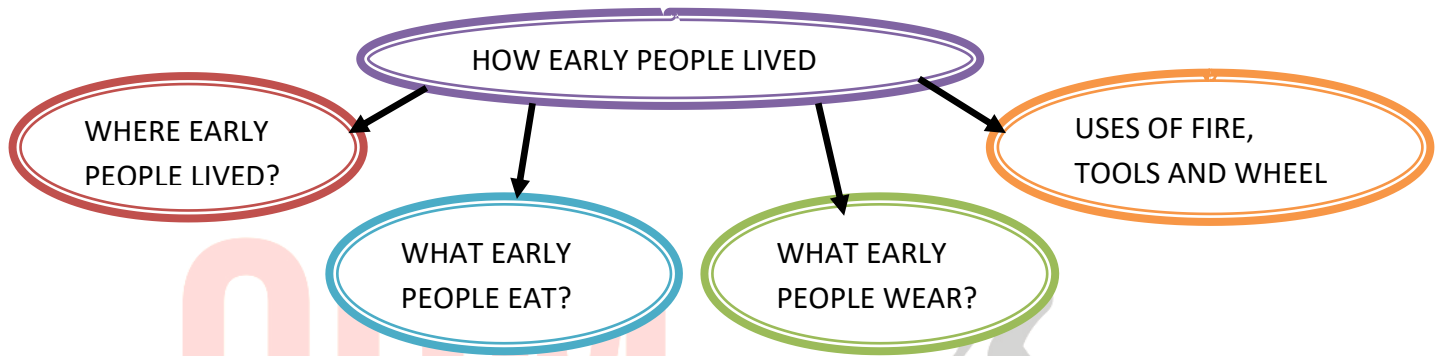 HOW EARLY PEOPLE LIVED
WHERE EARLY
PEOPLE LIVED?
USES OF FIRE,
TOOLS AND WHEEL
WHAT EARLY
PEOPLE EAT?
WHAT EARLY
PEOPLE WEAR?